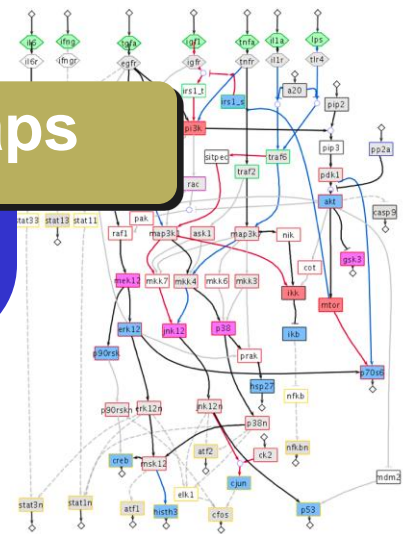 il6 ifng tgfa igf1 tnfa il1a lps
il6r ifngr egfr igfr tnfr il1r tlr4
irs1_t irs1_s a20 pip2
aps
pi3k
sitpec traf6 pip3 pp2a
traf2 pdk1
rac
akt casp9
stat33 stat13 stat11 pak
raf1 map3k ask1 map3k nik
cot gsk3
mek12 mkk7 mkk4 mkk6 mkk3 ikk
mtor
erk12 jnk12 p38 ikb
p90rsk prak
p70s6
hsp27
nfkb
p90rskn erk12n jnk12n
p38n
creb msk12 atf2 ck2 nfkbn
cjun mdm2
stat3n stat1n atf1 histh3 elk1 cfos p53